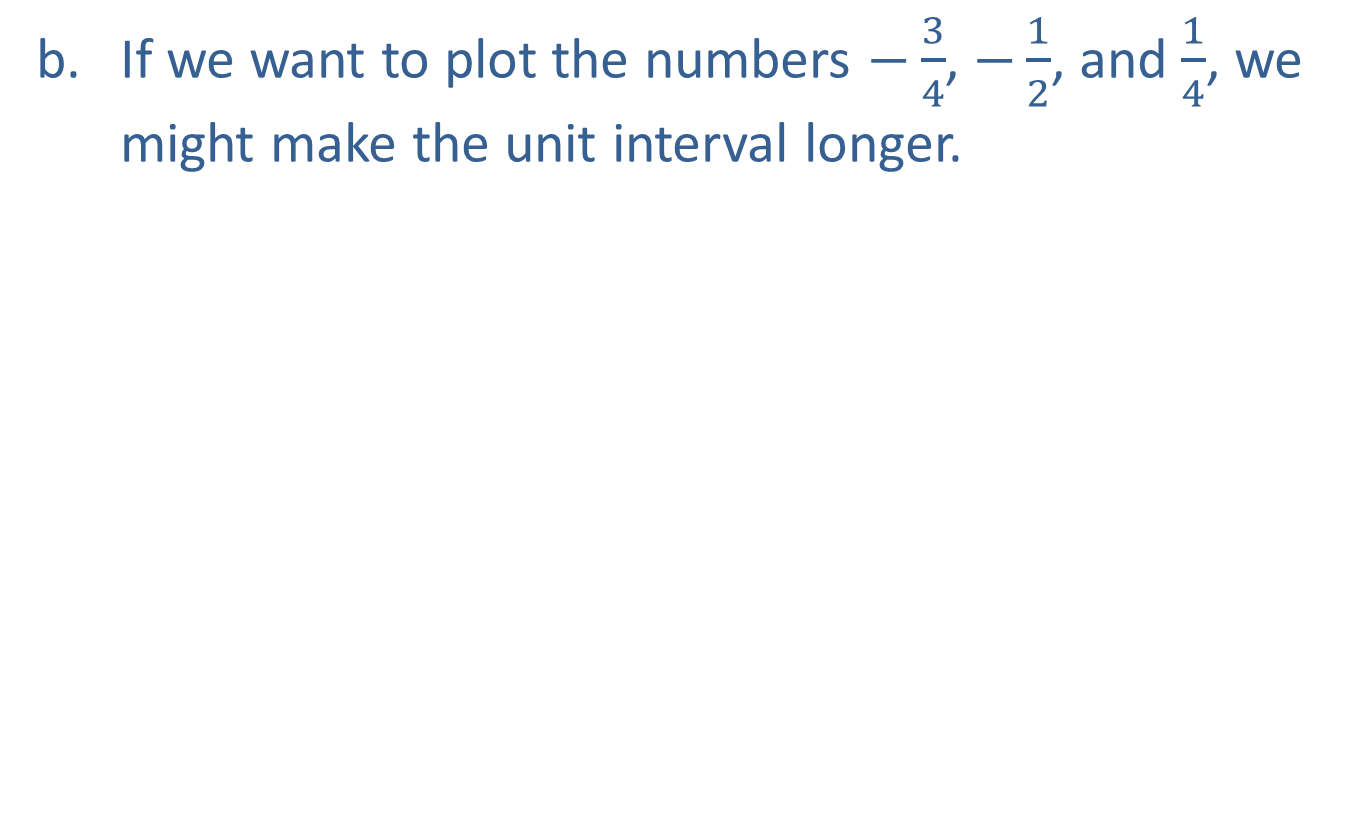 b. If we want to plot the numbers −3/4, −1/2, and 1/4, we
might make the unit interval longer.